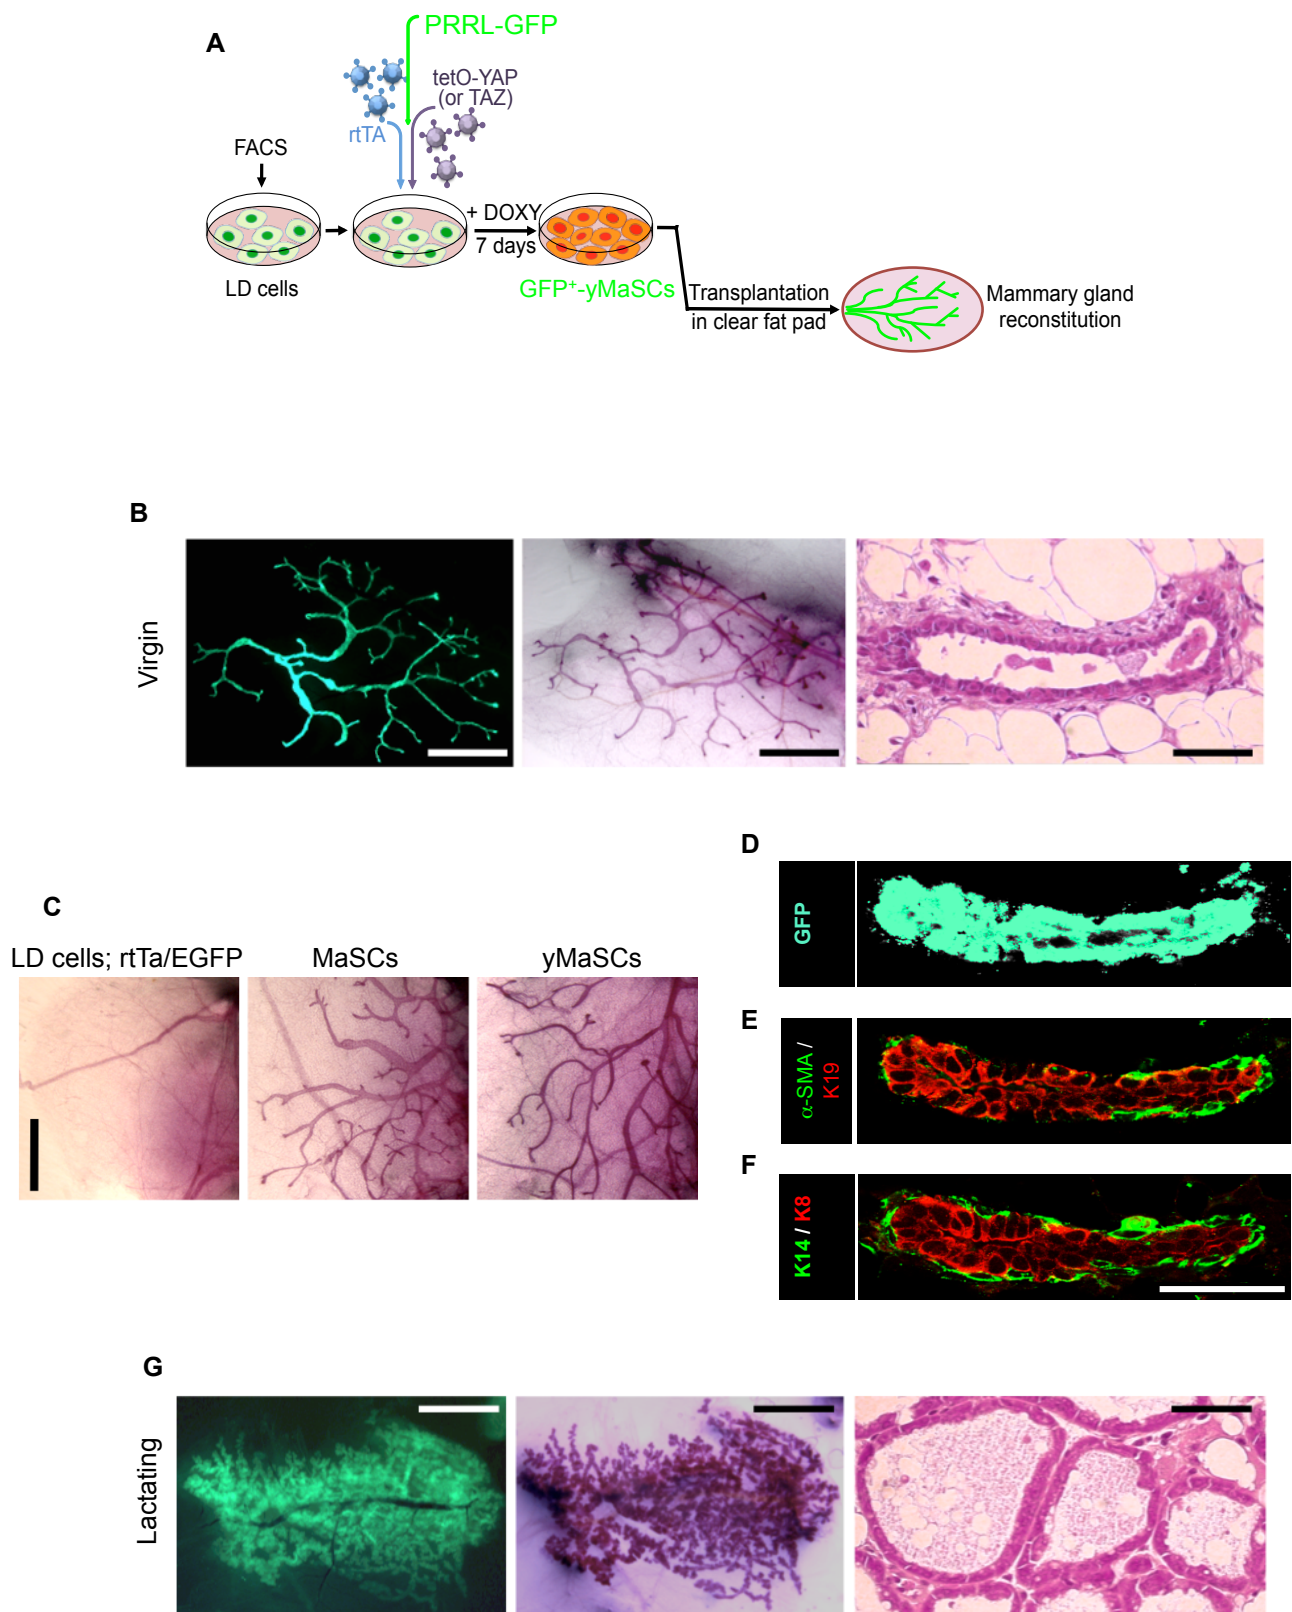 A
PRRL-GFP
tetO-YAP
(or TAZ)
rtTA
FACS
+ DOXY
7 days
LD cells
GFP⁺-yMaSCs
Transplantation
in clear fat pad
Mammary gland
reconstitution
B
Virgin
C
LD cells; rtTa/EGFP
MaSCs
yMaSCs
D
GFP
E
α-SMA /
K19
F
K14 / K8
G
Lactating